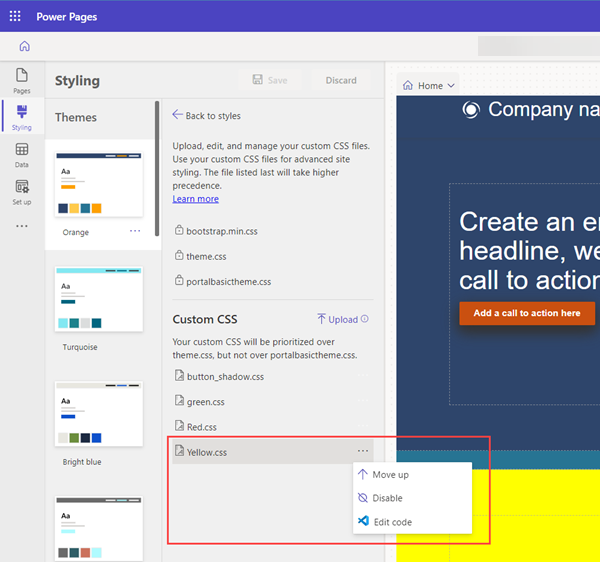 Power Pages
Pages
Styling
Data
Set up
Styling
Save
Discard
Themes
Aa
Orange
Aa
Turquoise
Aa
Bright blue
Aa
Back to styles
Upload, edit, and manage your custom CSS files.
Use your custom CSS files for advanced site
styling. The file listed last will take higher
precedence.
Learn more
bootstrap.min.css
theme.css
portalbasictheme.css
Custom CSS
Upload
Your custom CSS will be prioritized over
theme.css, but not over portalbasictheme.css.
button_shadow.css
green.css
Red.css
Yellow.css
Move up
Disable
Edit code
Home
Company na
Create an e
headline, we
call to action
Add a call to action here